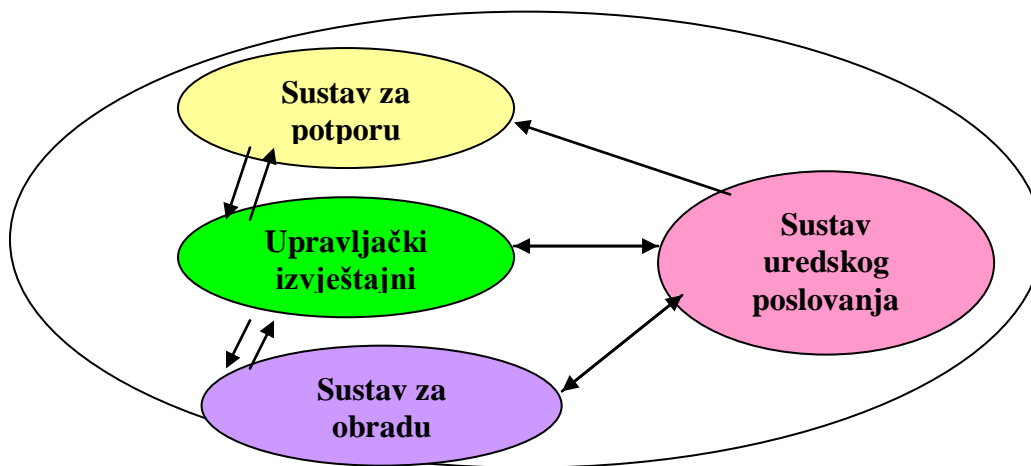 Sustav za
potporu
Upravljački
izvještajni
Sustav
uredskog
poslovanja
Sustav za
obradu